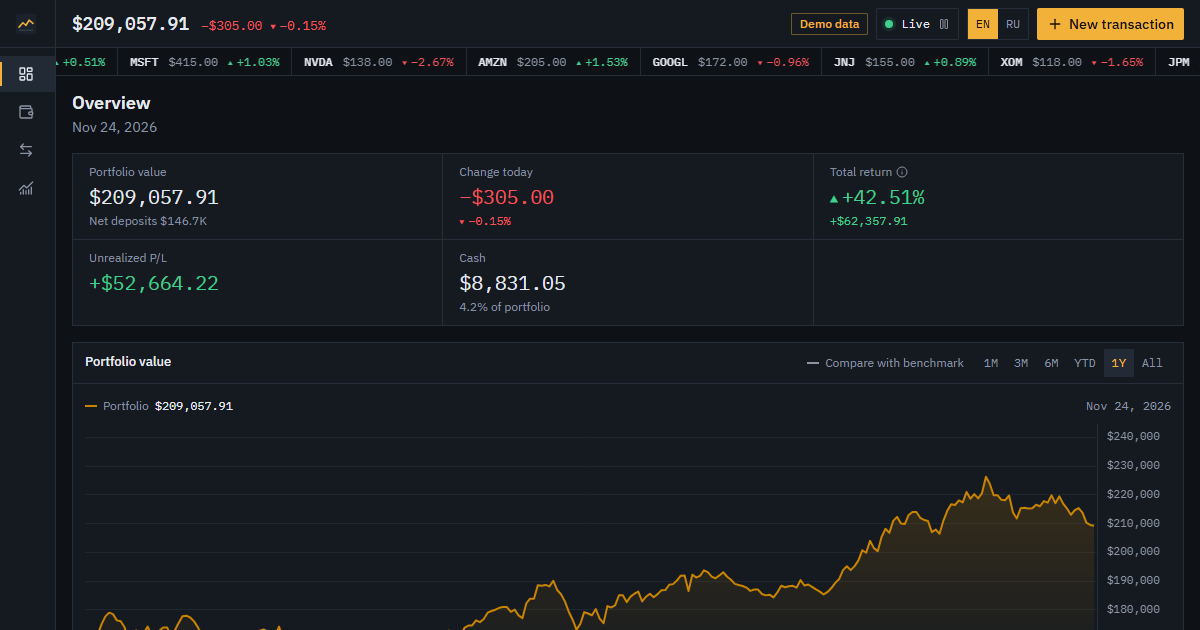 $209,057.91 −$305.00 ▼ −0.15% Demo data Live EN RU + New transaction
▲ +0.51% MSFT $415.00 ▲ +1.03% NVDA $138.00 ▼ −2.67% AMZN $205.00 ▲ +1.53% GOOGL $172.00 ▼ −0.96% JNJ $155.00 ▲ +0.89% XOM $118.00 ▼ −1.65% JPM
Overview
Nov 24, 2026
Portfolio value Change today Total return
$209,057.91 −$305.00 ▲ +42.51%
Net deposits $146.7K ▼ −0.15% +$62,357.91
Unrealized P/L Cash
+$52,664.22 $8,831.05
4.2% of portfolio
Portfolio value Compare with benchmark 1M 3M 6M YTD 1Y All
Portfolio $209,057.91 Nov 24, 2026
$240,000
$230,000
$220,000
$210,000
$200,000
$190,000
$180,000